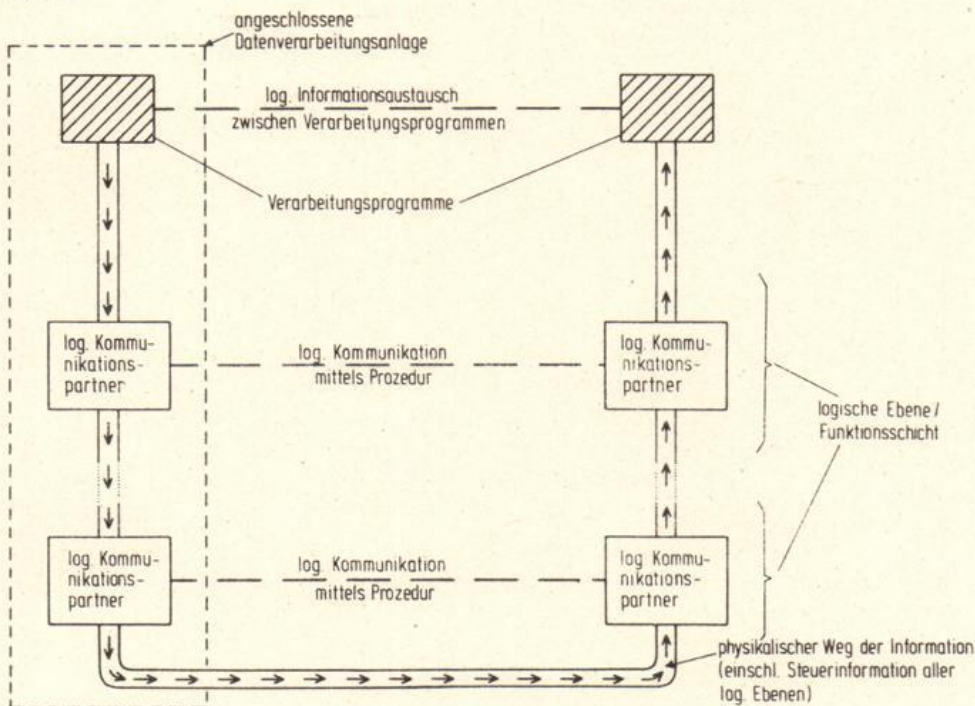 angeschlossene
Datenverarbeitungsanlage
log. Informationsaustausch
zwischen Verarbeitungsprogrammen
Verarbeitungsprogramme
log. Kommu-
nikations-
partner
log. Kommunikation
mittels Prozedur
log. Kommu-
nikations-
partner
logische Ebene/
Funktionsschicht
log. Kommu-
nikations-
partner
log. Kommunikation
mittels Prozedur
log. Kommu-
nikations-
partner
physikalischer Weg der Information
(einschl. Steuerinformation aller
log. Ebenen)